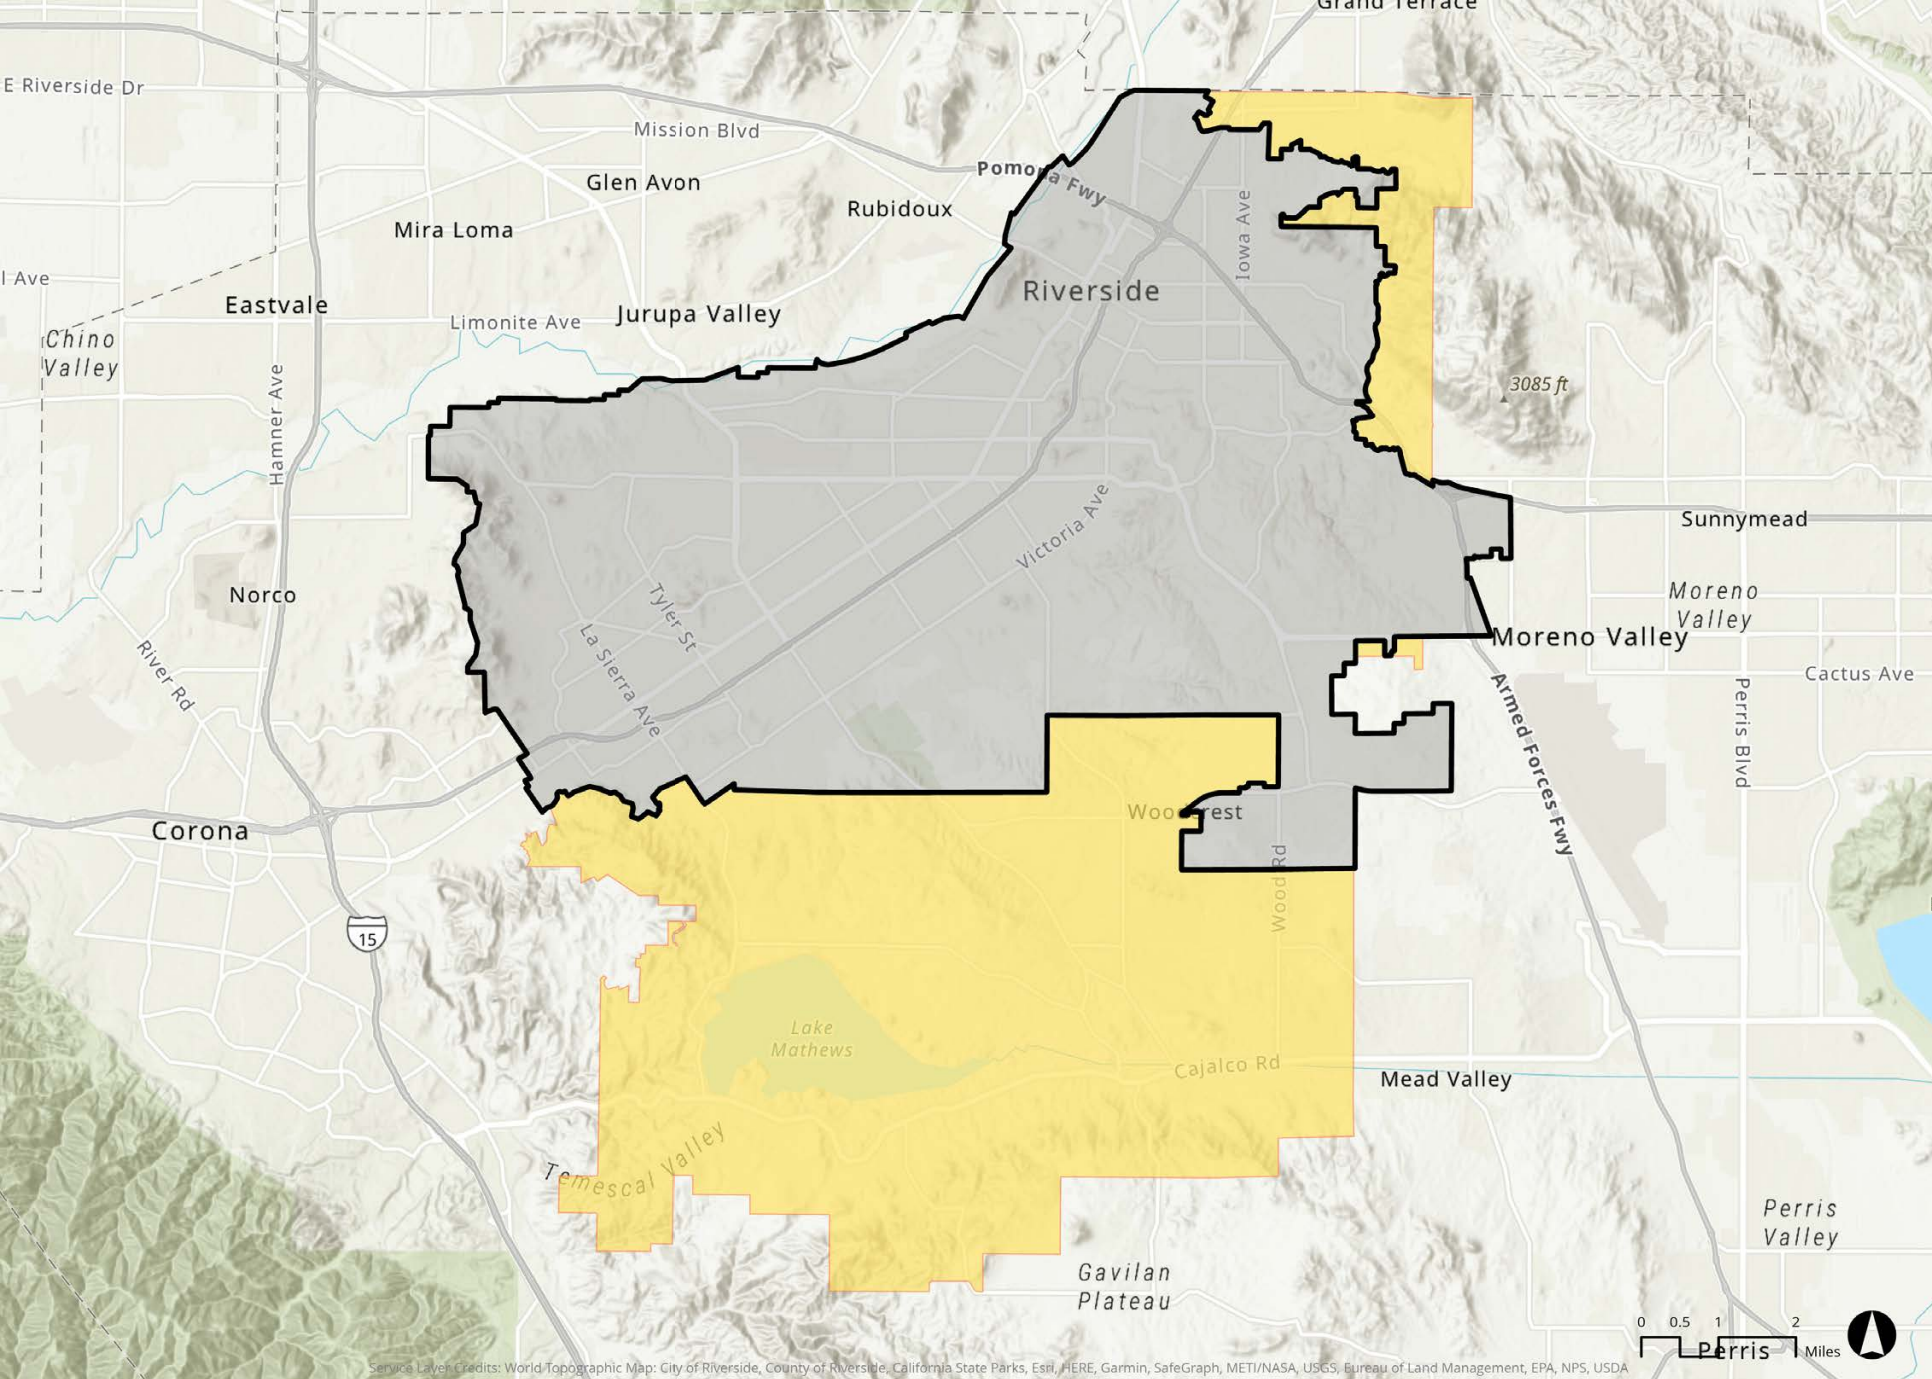 Grand Terrace
E Riverside Dr
Mission Blvd
Pomona Fwy
Glen Avon
Rubidoux
Mira Loma
Iowa Ave
l Ave
Riverside
Eastvale
Jurupa Valley
Limonite Ave
Chino
Valley
Hamner Ave
3085 ft
Victoria Ave
Sunnymead
Norco
Tyler St
Moreno
Valley
La Sierra Ave
Moreno Valley
River Rd
Cactus Ave
Armed Forces Fwy
Perris Blvd
Woodcrest
Corona
Wood Rd
15
Lake
Mathews
Cajalco Rd
Mead Valley
Temescal Valley
Perris
Valley
Gavilan
Plateau
0 0.5 1 2
Miles
Perris
Service Layer Credits: World Topographic Map: City of Riverside, County of Riverside, California State Parks, Esri, HERE, Garmin, SafeGraph, METI/NASA, USGS, Bureau of Land Management, EPA, NPS, USDA